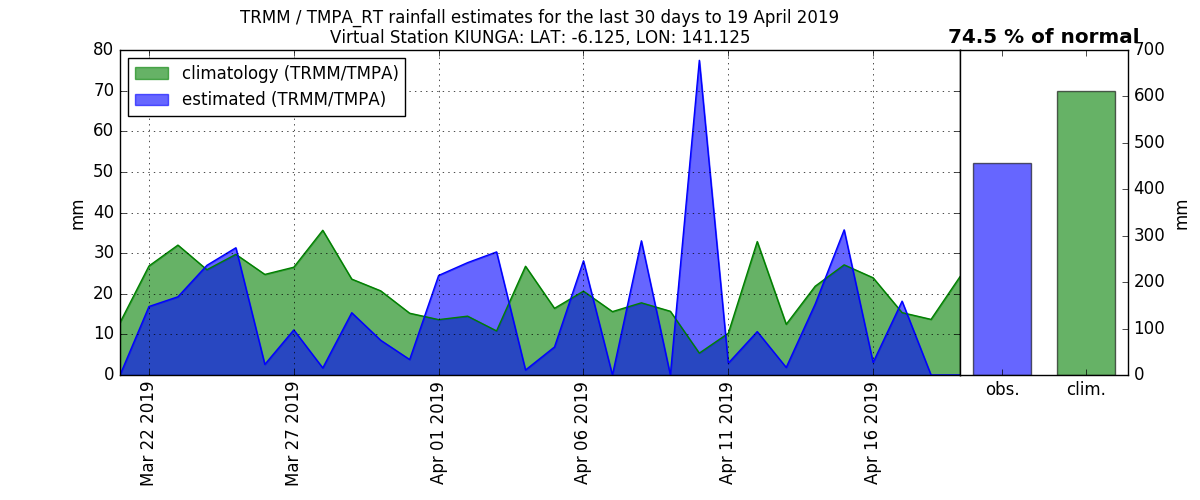 TRMM / TMPA_RT rainfall estimates for the last 30 days to 19 April 2019
Virtual Station KIUNGA: LAT: -6.125, LON: 141.125
74.5 % of normal
climatology (TRMM/TMPA)
estimated (TRMM/TMPA)
mm
80
70
60
50
40
30
20
10
0
Mar 22 2019
Mar 27 2019
Apr 01 2019
Apr 06 2019
Apr 11 2019
Apr 16 2019
700
600
500
400
300
200
100
0
mm
obs.
clim.